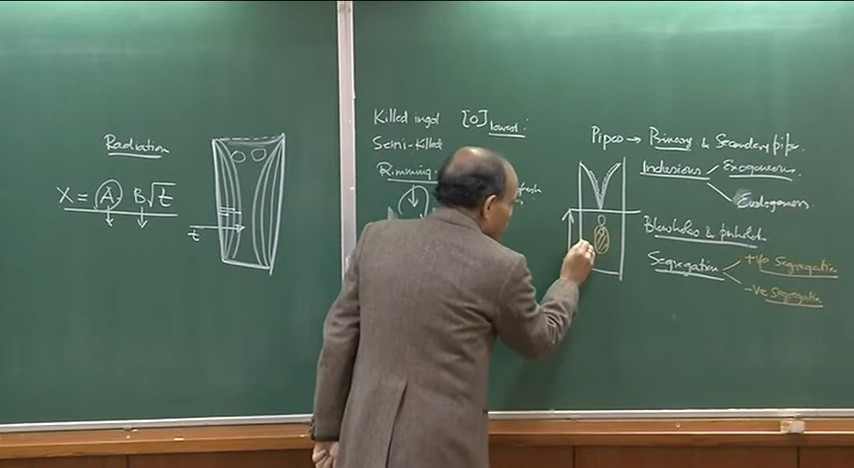 Radiation
X = A B√t
t
Killed ingot [O] lowest.
Semi-Killed
Rimming
Pipes → Primary & Secondary pipes.
Inclusions Exogeneous
Endogeneous
Blowholes & pinholes
Segregation +ve Segregation
-ve Segregation